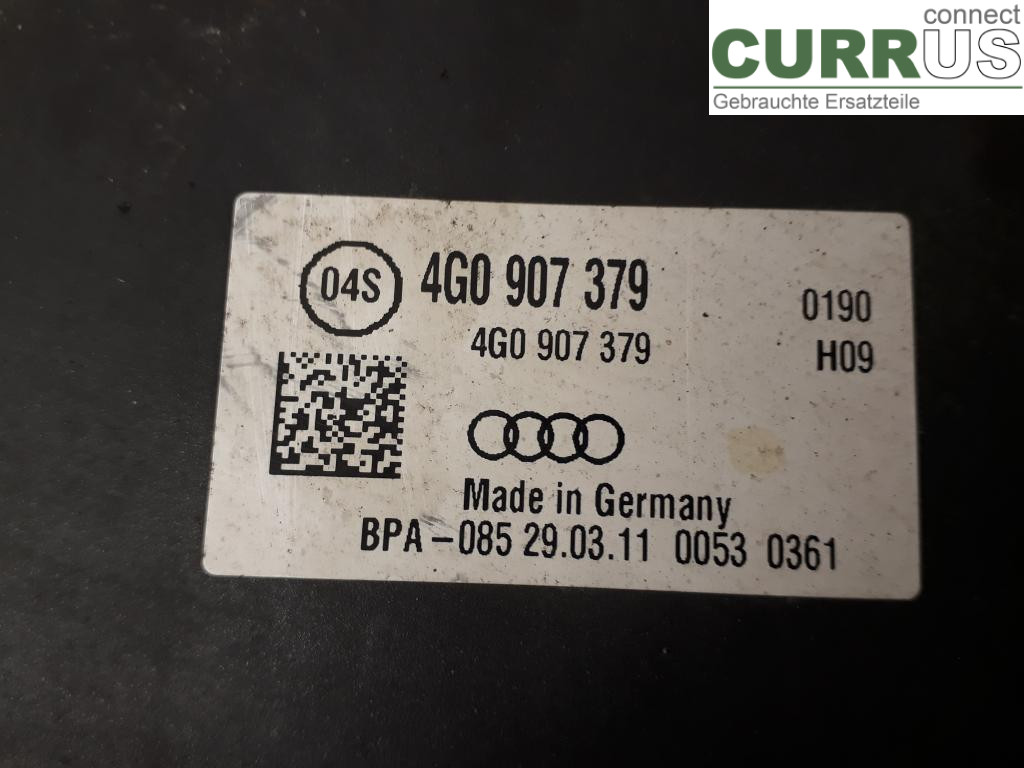 connect
CURRUS
Gebrauchte Ersatzteile
04S 4G0 907 379 0190
4G0 907 379 H09
Made in Germany
BPA-085 29.03.11 0053 0361